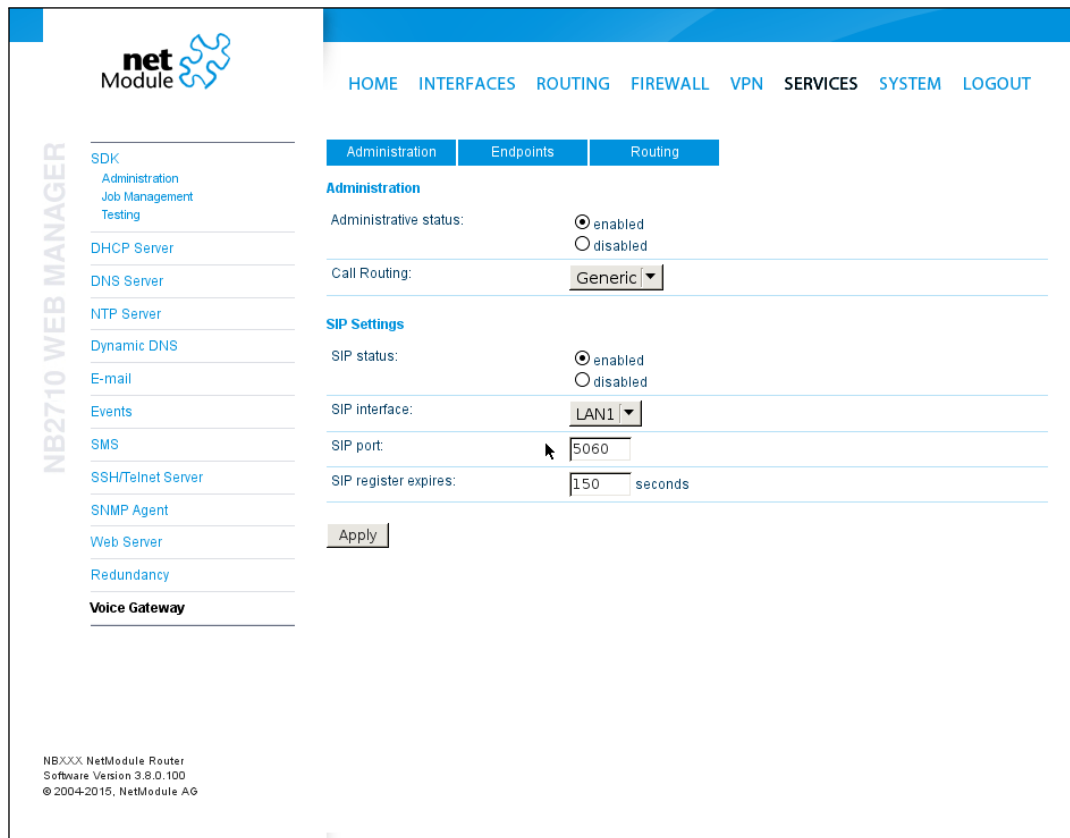 net
Module
HOME INTERFACES ROUTING FIREWALL VPN SERVICES SYSTEM LOGOUT
NB2710 WEB MANAGER
SDK
Administration
Job Management
Testing
DHCP Server
DNS Server
NTP Server
Dynamic DNS
E-mail
Events
SMS
SSH/Telnet Server
SNMP Agent
Web Server
Redundancy
Voice Gateway
Administration Endpoints Routing
Administration
Administrative status: enabled
disabled
Call Routing: Generic
SIP Settings
SIP status: enabled
disabled
SIP interface: LAN1
SIP port: 5060
SIP register expires: 150 seconds
Apply
NBXXX NetModule Router
Software Version 3.8.0.100
© 2004-2015, NetModule AG